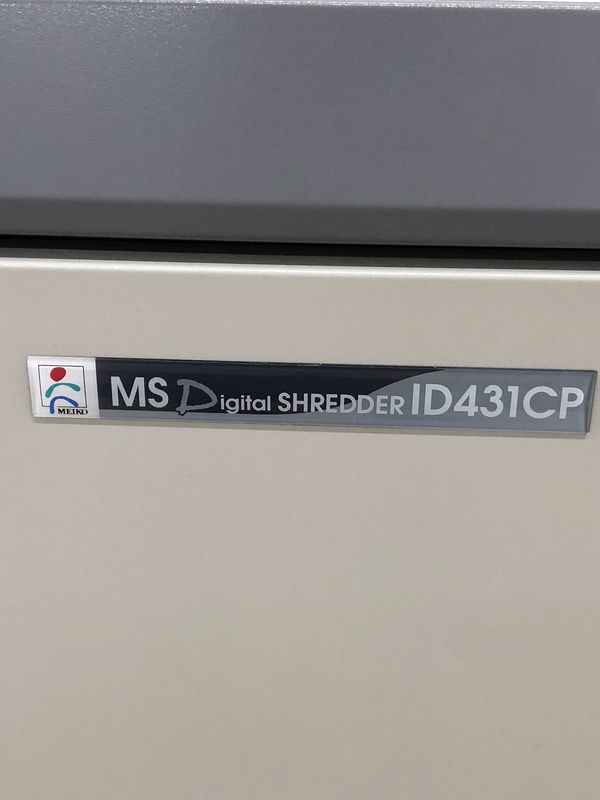 MEIKO
MS Digital SHREDDER ID431CP